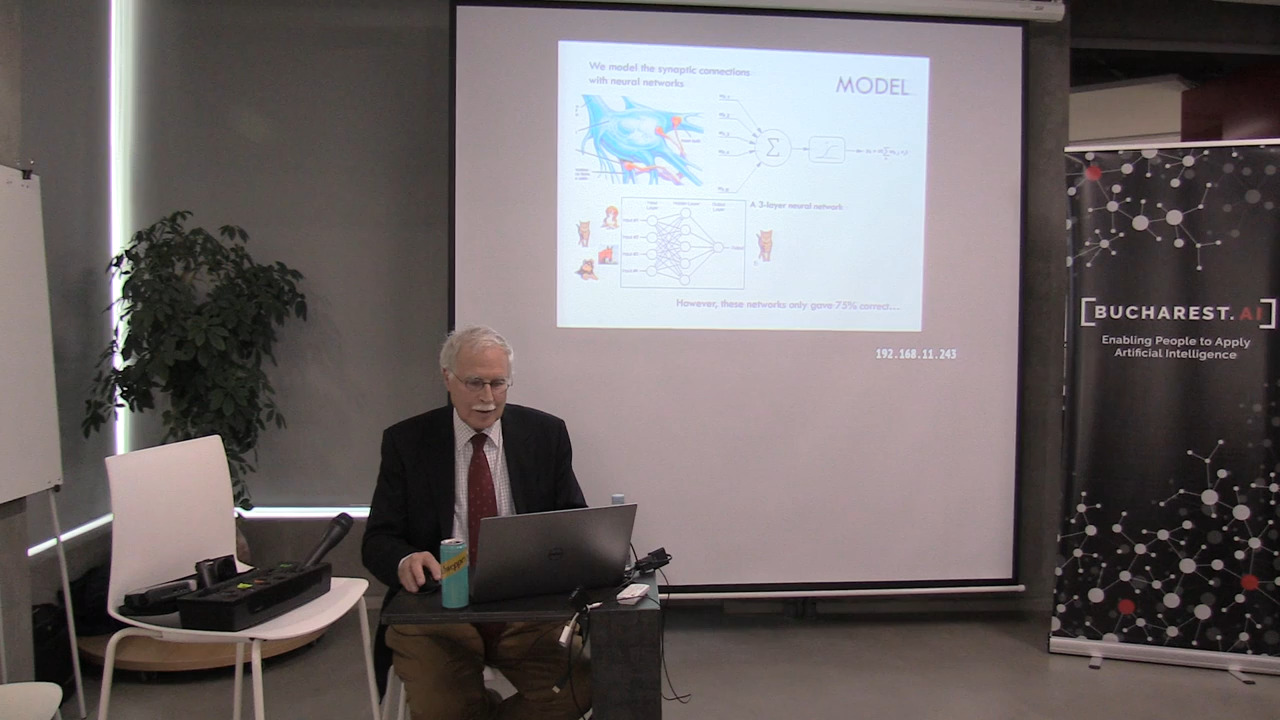 We model the synaptic connections
with neural networks
MODEL
Σ
A 3-layer neural network
However, these networks only gave 75% correct...
192.168.11.243
[BUCHAREST.AI]
Enabling People to Apply
Artificial Intelligence
DELL